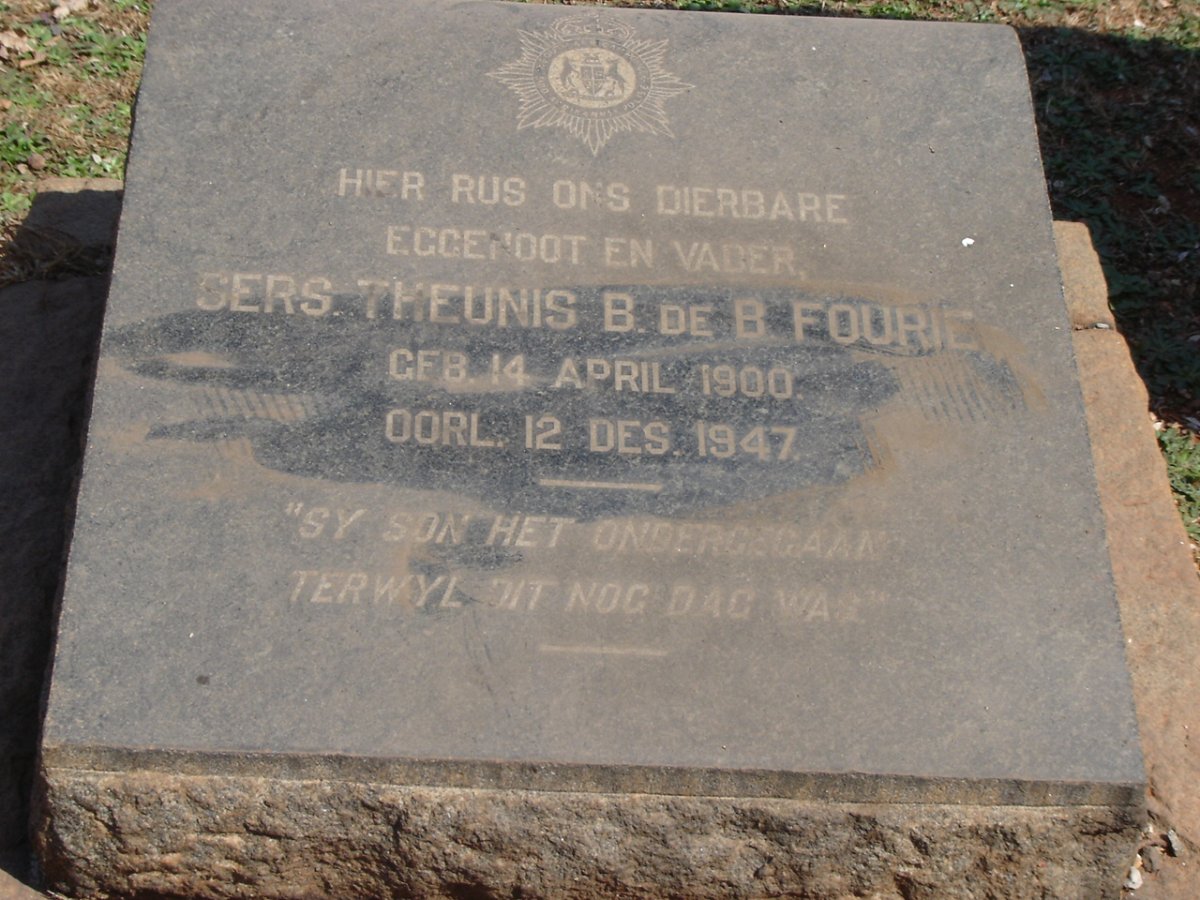 HIER RUS ONS DIERBARE
EGGENOOT EN VADER,
SERS. THEUNIS B. DE B. FOURIE
GEB. 14 APRIL 1900.
OORL. 12 DES. 1947.
"SY SON HET ONDERGEGAAN
TERWYL DIT NOG DAG WAS"